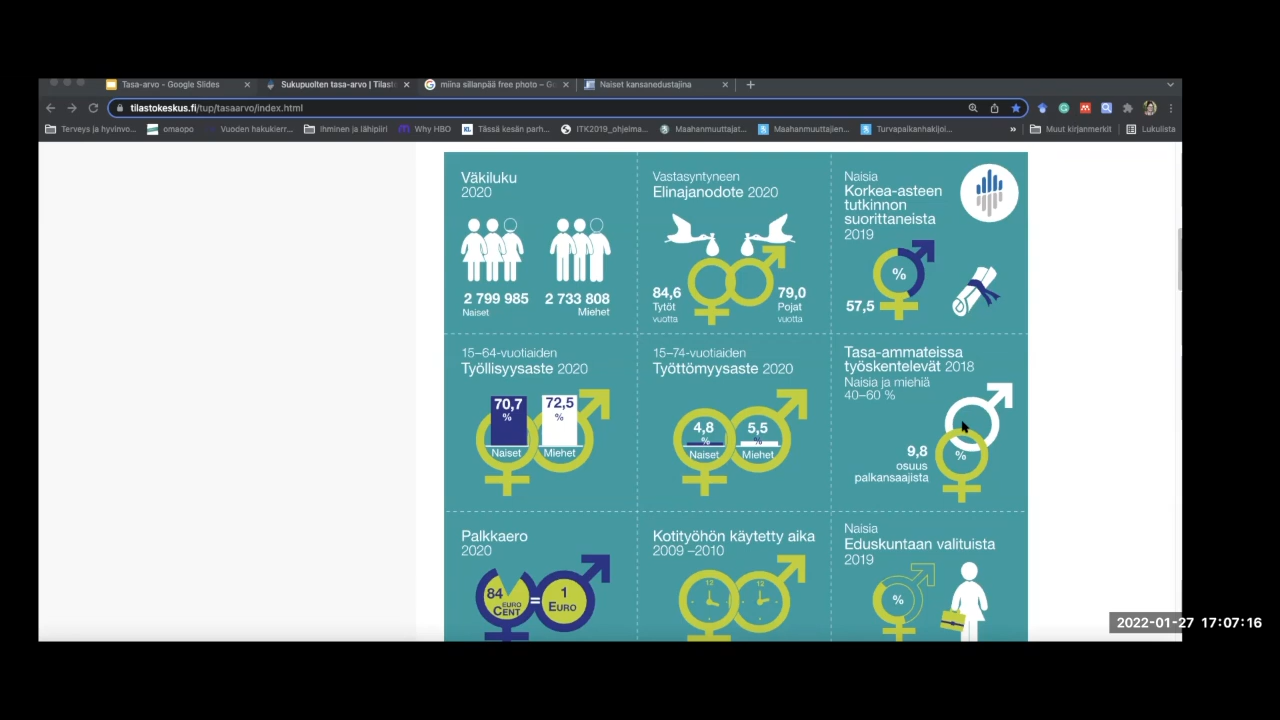 Tasa-arvo - Google Slides
Sukupuolten tasa-arvo | Tilast
miina sillanpää free photo – Go
Naiset kansanedustajina
tilastokeskus.fi/tup/tasaarvo/index.html
Terveys ja hyvinvo...
omaopo
Vuoden hakukierr...
Ihminen ja lähipiiri
Why HBO
Tässä kesän parh...
ITK2019_ohjelma...
Maahanmuuttajat...
Maahanmuuttajien...
Turvapaikanhakijoi...
»
Muut kirjanmerkit
Lukulista
Väkiluku
2020
2 799 985
Naiset
2 733 808
Miehet
Vastasyntyneen
Elinajanodote 2020
84,6
Tytöt
vuotta
79,0
Pojat
vuotta
Naisia
Korkea-asteen
tutkinnon
suorittaneista
2019
%
57,5
15–64-vuotiaiden
Työllisyysaste 2020
70,7
%
Naiset
72,5
%
Miehet
15–74-vuotiaiden
Työttömyysaste 2020
4,8
%
Naiset
5,5
%
Miehet
Tasa-ammateissa
työskentelevät 2018
Naisia ja miehiä
40–60 %
9,8
osuus
palkansaajista
%
Palkkaero
2020
84 EURO
CENT
=
1
EURO
Kotityöhön käytetty aika
2009 –2010
12
12
Naisia
Eduskuntaan valituista
2019
%
2022-01-27 17:07:16